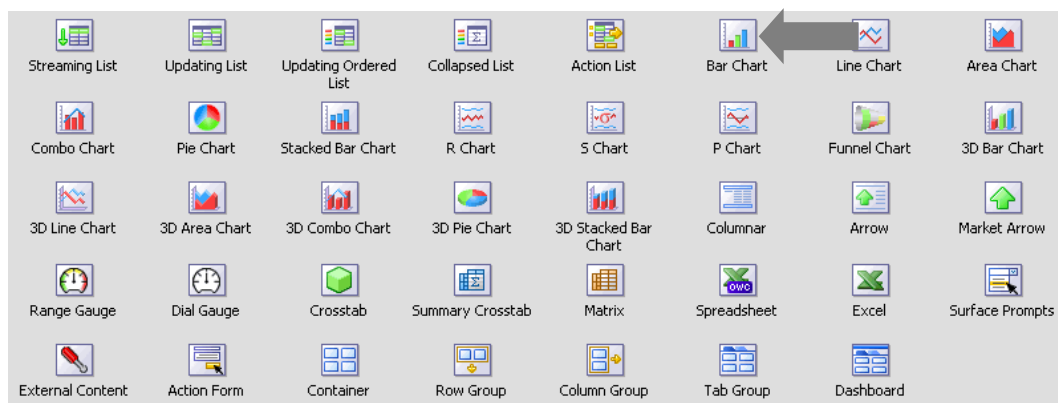 Streaming List
Updating List
Updating Ordered
List
Collapsed List
Action List
Bar Chart
Line Chart
Area Chart
Combo Chart
Pie Chart
Stacked Bar Chart
R Chart
S Chart
P Chart
Funnel Chart
3D Bar Chart
3D Line Chart
3D Area Chart
3D Combo Chart
3D Pie Chart
3D Stacked Bar
Chart
Columnar
Arrow
Market Arrow
Range Gauge
Dial Gauge
Crosstab
Summary Crosstab
Matrix
owc
Spreadsheet
Excel
Surface Prompts
External Content
Action Form
Container
Row Group
Column Group
Tab Group
Dashboard